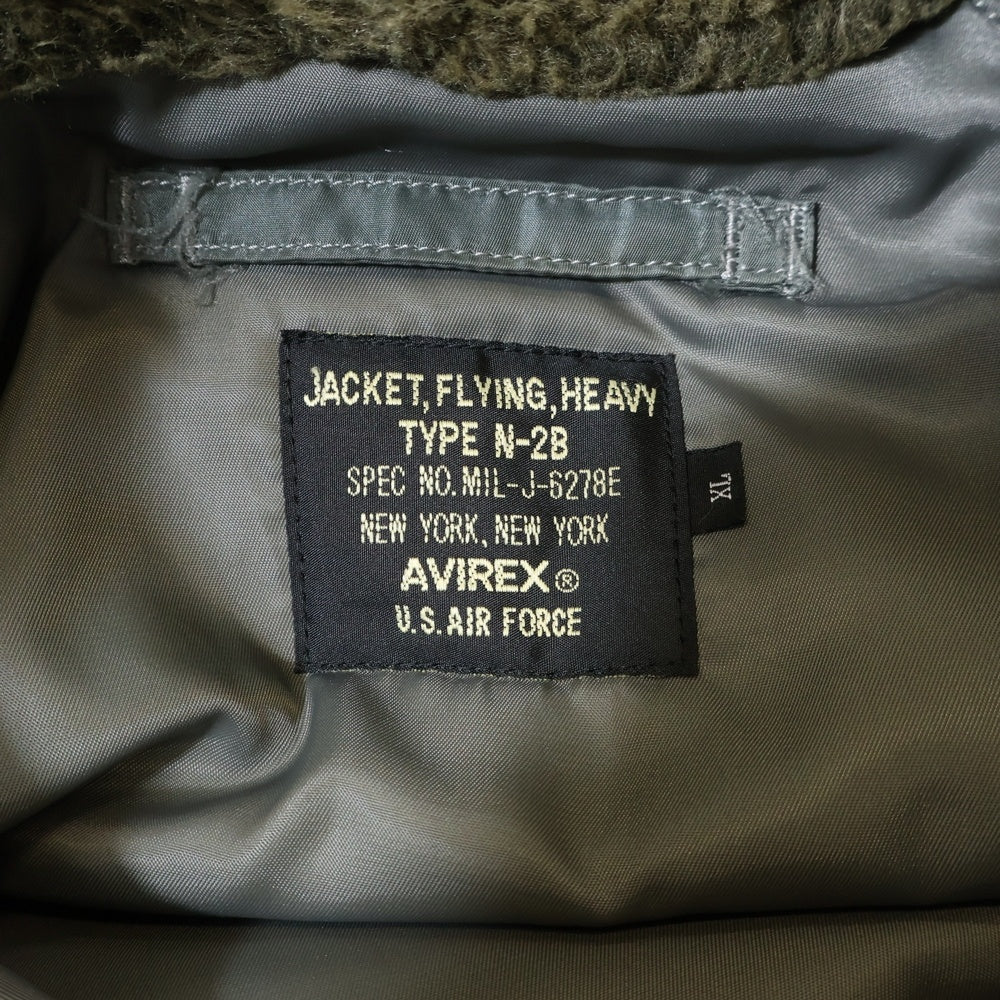 JACKET, FLYING, HEAVY
TYPE N-2B
SPEC NO. MIL-J-6278E
NEW YORK, NEW YORK
AVIREX®
U.S. AIR FORCE
XL